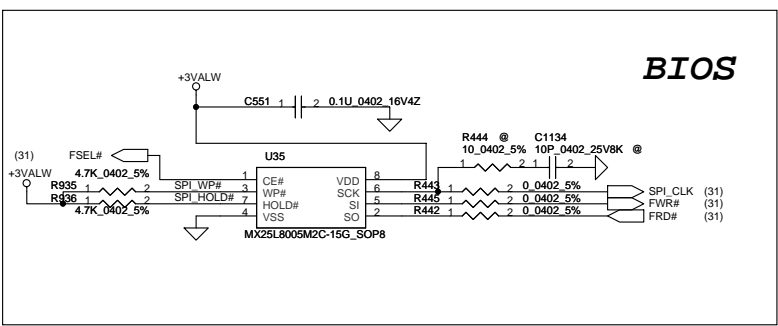 BIOS
+3VALW
C551 1 2 0.1U_0402_16V4Z
R444 @ C1134
10_0402_5% 10P_0402_25V8K @
1 2 1 2
(31) FSEL# U35
+3VALW 4.7K_0402_5% 1 CE# VDD 8
R935 1 2 SPI_WP# 3 WP# SCK 6 R443 1 2 0_0402_5% SPI_CLK (31)
R936 1 2 SPI_HOLD# 7 HOLD# SI 5 R445 1 2 0_0402_5% FWR# (31)
4.7K_0402_5% 4 VSS SO 2 R442 1 2 0_0402_5% FRD# (31)
MX25L8005M2C-15G_SOP8